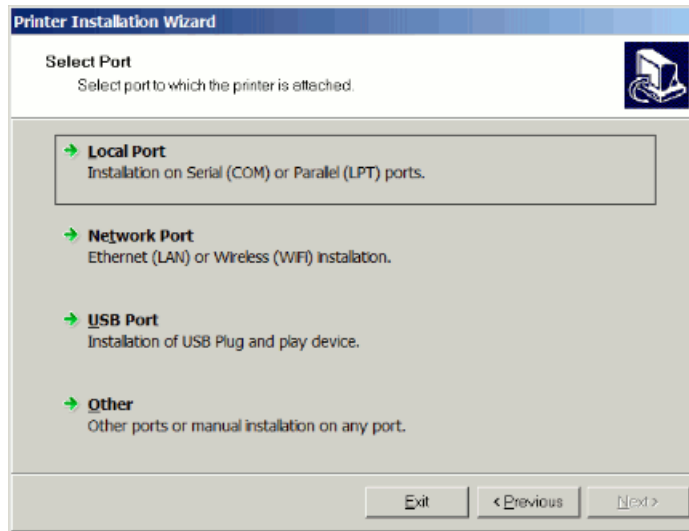 Printer Installation Wizard
Select Port
Select port to which the printer is attached.
Local Port
Installation on Serial (COM) or Parallel (LPT) ports.
Network Port
Ethernet (LAN) or Wireless (WiFi) installation.
USB Port
Installation of USB Plug and play device.
Other
Other ports or manual installation on any port.
Exit < Previous Next >